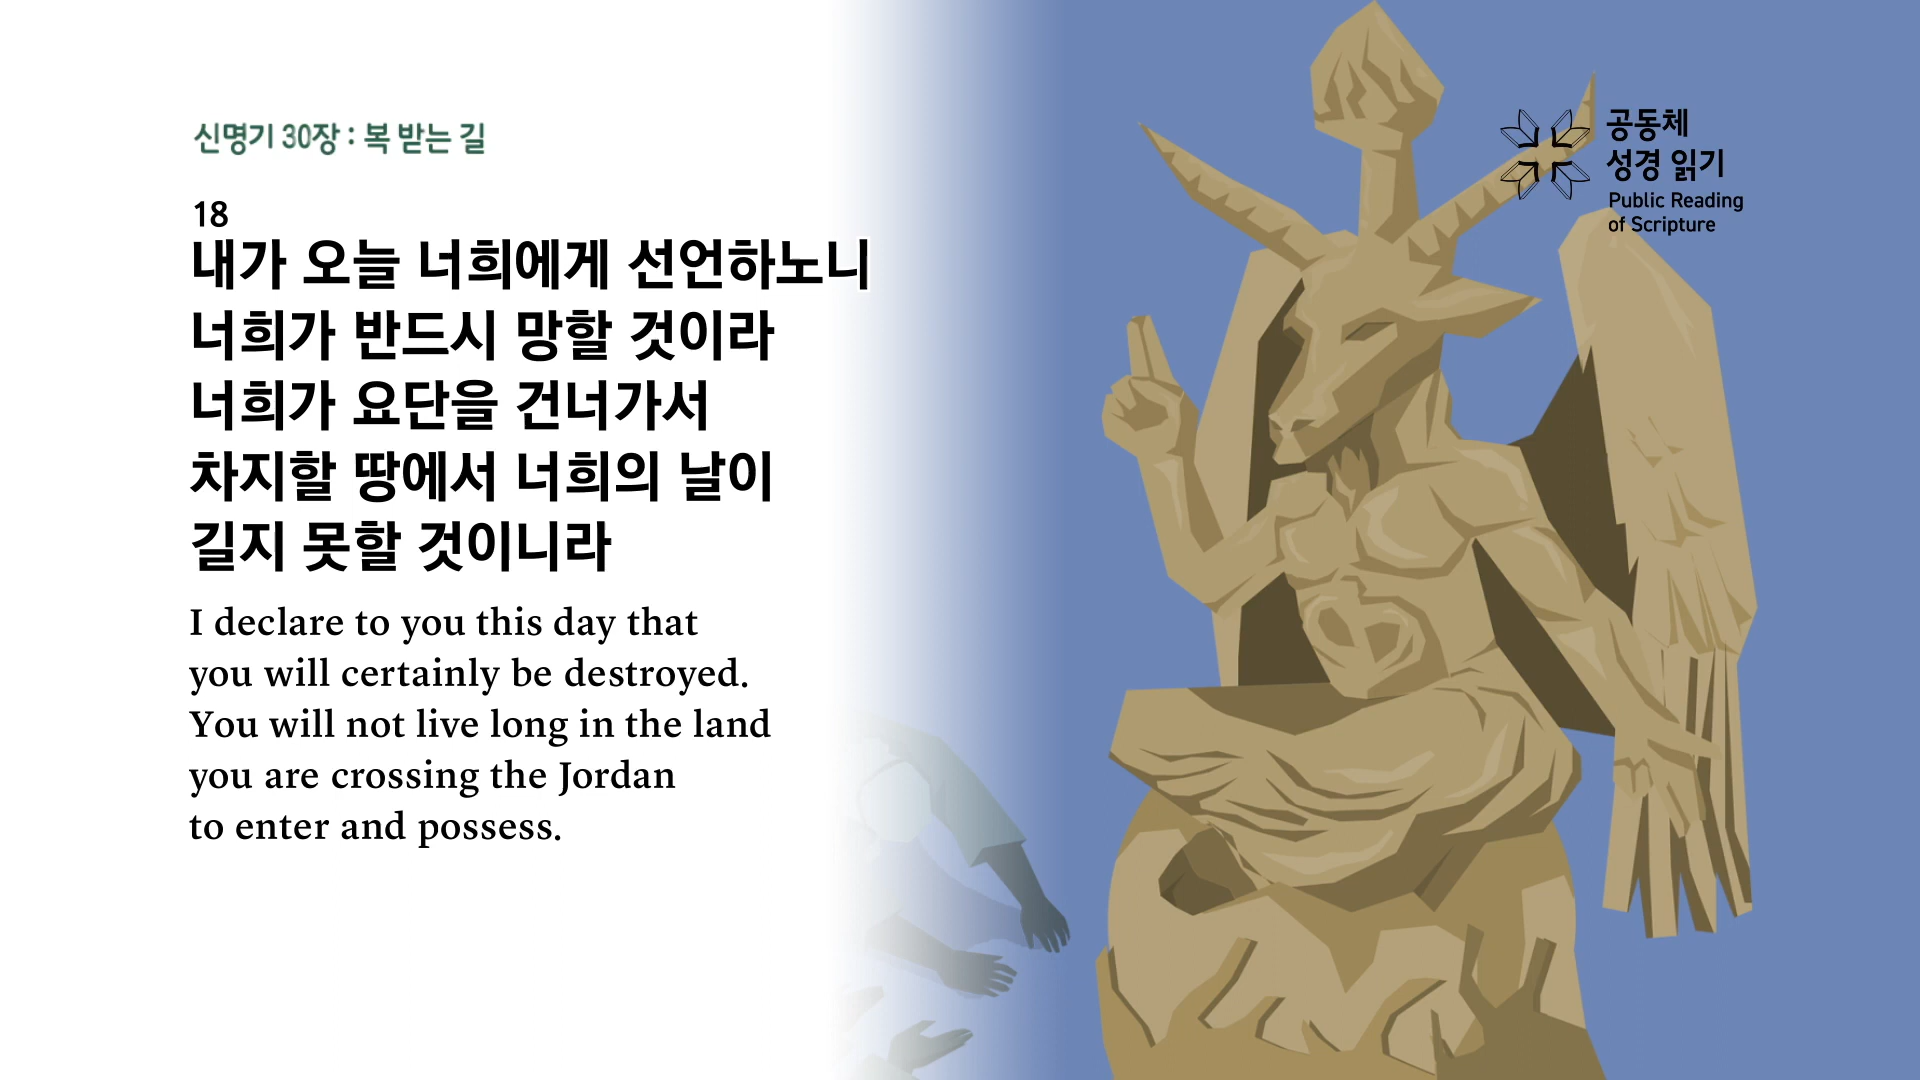 신명기 30장 : 복 받는 길
18
내가 오늘 너희에게 선언하노니
너희가 반드시 망할 것이라
너희가 요단을 건너가서
차지할 땅에서 너희의 날이
길지 못할 것이니라
I declare to you this day that
you will certainly be destroyed.
You will not live long in the land
you are crossing the Jordan
to enter and possess.
공동체
성경 읽기
Public Reading
of Scripture